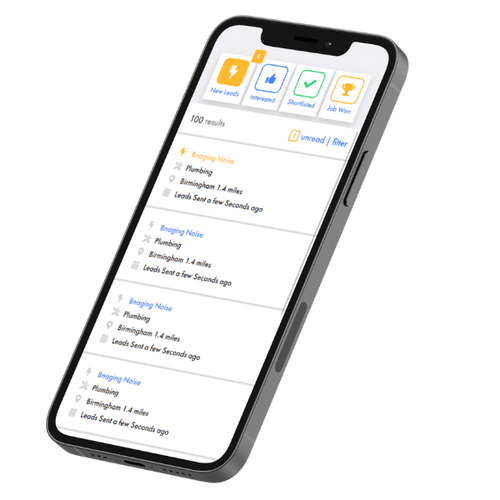 1
New Leads
Interested
Shortlisted
Job Won
100 results
1 unread | filter
Bnaging Noise
Plumbing
Birmingham 1.4 miles
Leads Sent a few Seconds ago
Bnaging Noise
Plumbing
Birmingham 1.4 miles
Leads Sent a few Seconds ago
Bnaging Noise
Plumbing
Birmingham 1.4 miles
Leads Sent a few Seconds ago
Bnaging Noise
Plumbing
Birmingham 1.4 miles
Leads Sent a few Seconds ago